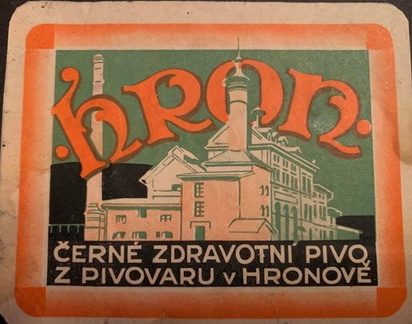 ·hRON·
ČERNÉ ZDRAVOTNÍ PIVO
Z PIVOVARU V HRONOVĚ